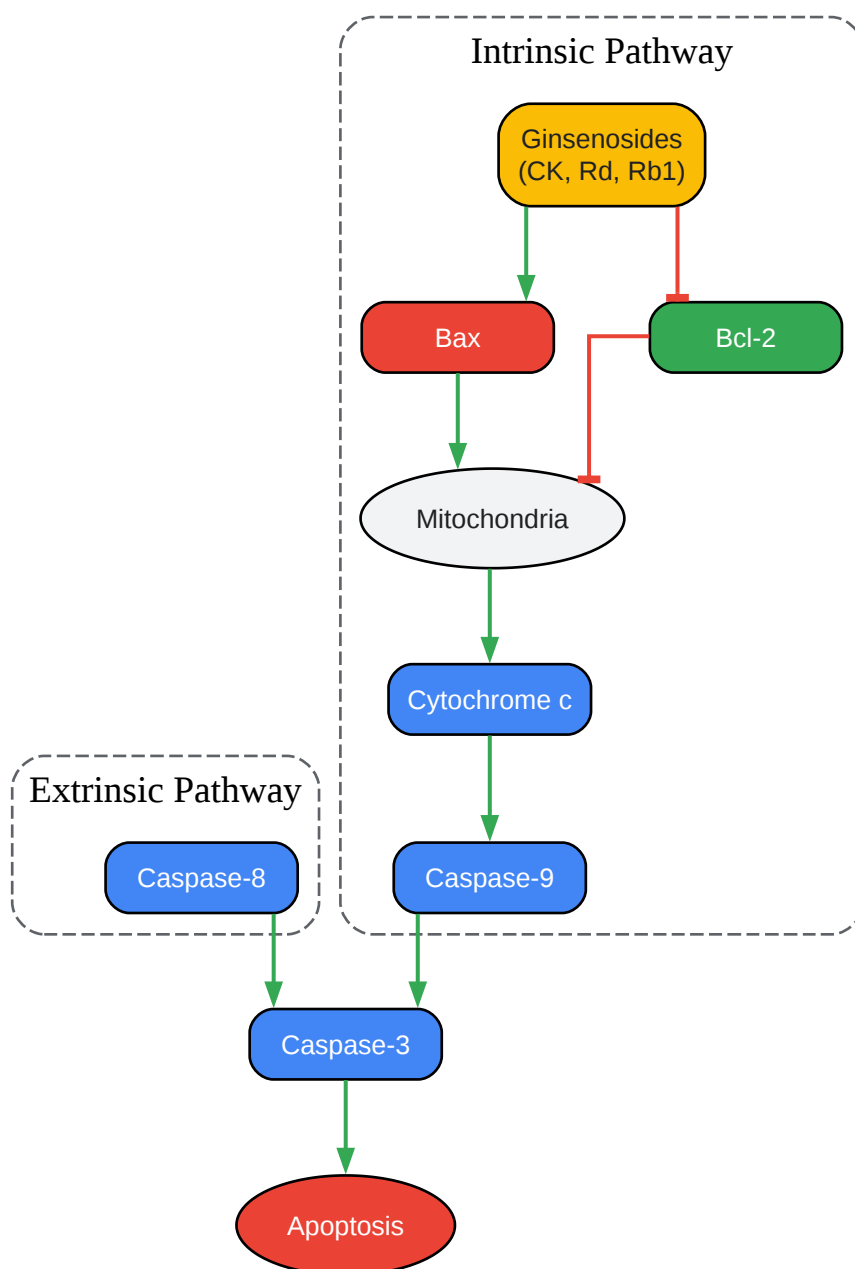 Intrinsic Pathway
Ginsenosides
(CK, Rd, Rb1)
Bax
Bcl-2
Mitochondria
Cytochrome c
Extrinsic Pathway
Caspase-8
Caspase-9
Caspase-3
Apoptosis